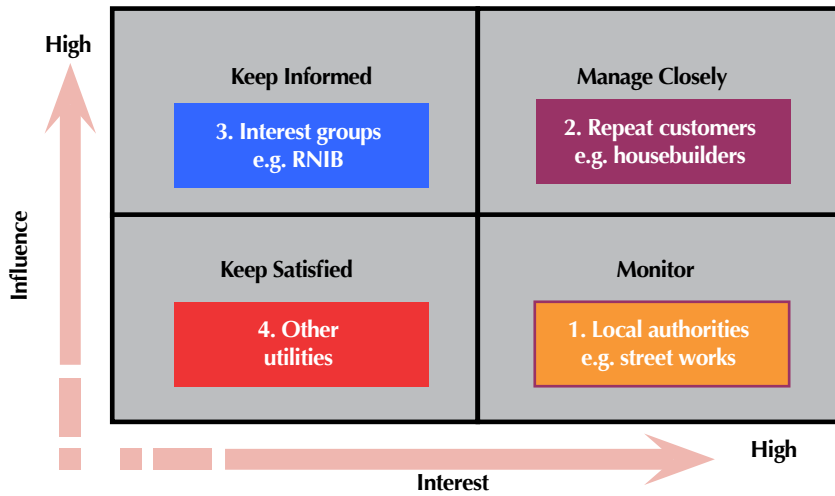 High
Keep Informed
Manage Closely
3. Interest groups
e.g. RNIB
2. Repeat customers
e.g. housebuilders
Influence
Keep Satisfied
Monitor
4. Other
utilities
1. Local authorities
e.g. street works
High
Interest